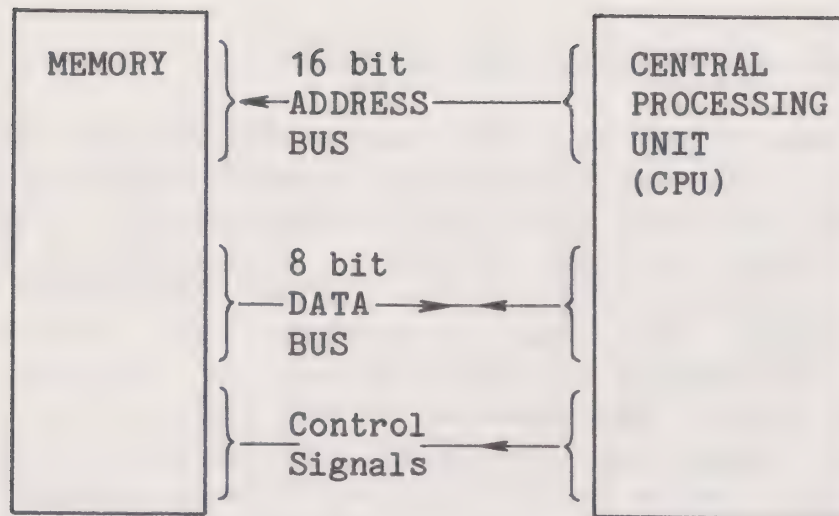 MEMORY
16 bit
ADDRESS
BUS
CENTRAL
PROCESSING
UNIT
(CPU)
8 bit
DATA
BUS
Control
Signals